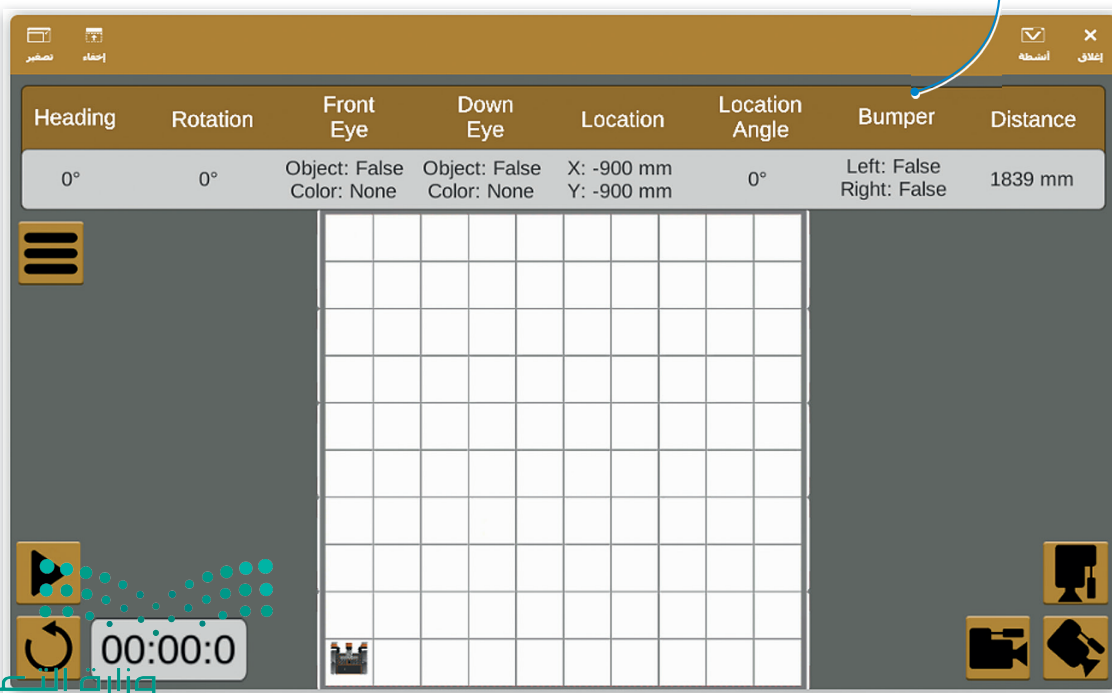 تصغير
إخفاء
أنشطة
إغلاق
Heading
Rotation
Front
Eye
Down
Eye
Location
Location
Angle
Bumper
Distance
0°
0°
Object: False
Color: None
Object: False
Color: None
X: -900 mm
Y: -900 mm
0°
Left: False
Right: False
1839 mm
00:00:0